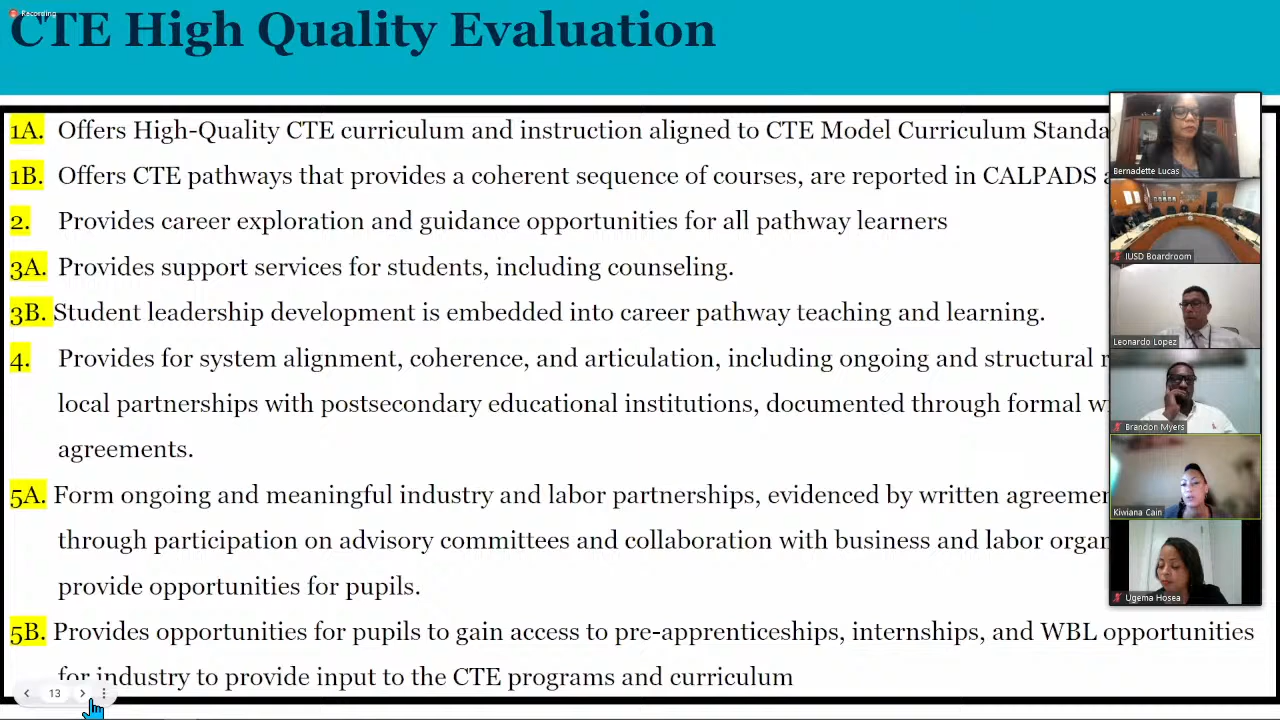 Recording
CTE High Quality Evaluation
1A. Offers High-Quality CTE curriculum and instruction aligned to CTE Model Curriculum Standa
1B. Offers CTE pathways that provides a coherent sequence of courses, are reported in CALPADS
2. Provides career exploration and guidance opportunities for all pathway learners
3A. Provides support services for students, including counseling.
3B. Student leadership development is embedded into career pathway teaching and learning.
4. Provides for system alignment, coherence, and articulation, including ongoing and structural
local partnerships with postsecondary educational institutions, documented through formal
agreements.
5A. Form ongoing and meaningful industry and labor partnerships, evidenced by written agreeme
through participation on advisory committees and collaboration with business and labor organ
provide opportunities for pupils.
5B. Provides opportunities for pupils to gain access to pre-apprenticeships, internships, and WBL opportunities
for industry to provide input to the CTE programs and curriculum
13
Bernadette Lucas
IUSD Boardroom
Leonardo Lopez
Brandon Myers
Kiwiana Cain
Ugema Hosea